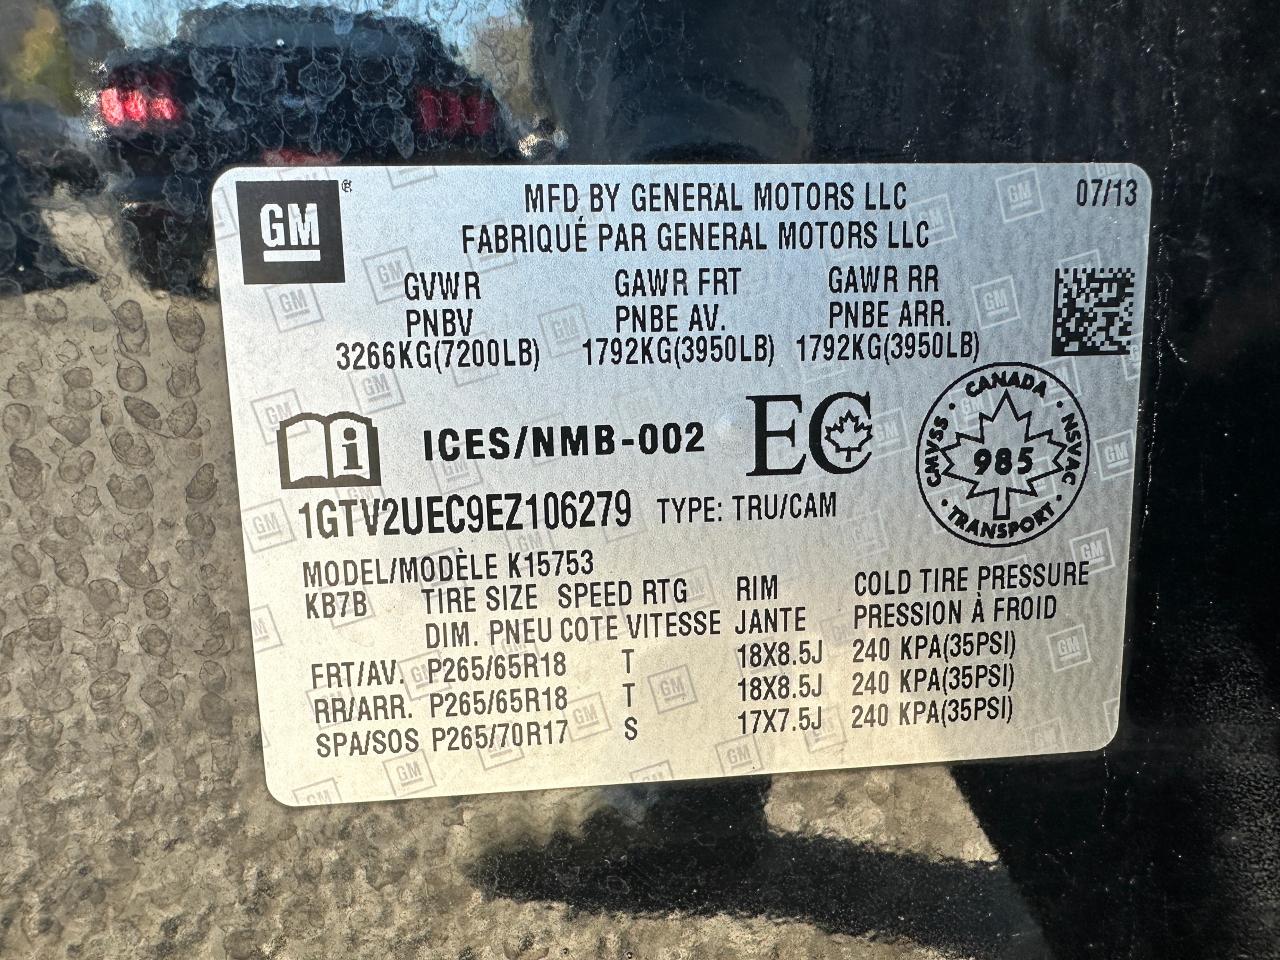 GM
MFD BY GENERAL MOTORS LLC
07/13
FABRIQUÉ PAR GENERAL MOTORS LLC
GVWR GAWR FRT GAWR RR
PNBV PNBE AV. PNBE ARR.
3266KG(7200LB) 1792KG(3950LB) 1792KG(3950LB)
i ICES/NMB-002 EC
CANADA
CMVSS 985 NSVAC
TRANSPORT
1GTV2UEC9EZ106279 TYPE: TRU/CAM
MODEL/MODÈLE K15753
KB7B TIRE SIZE SPEED RTG RIM COLD TIRE PRESSURE
DIM. PNEU COTE VITESSE JANTE PRESSION À FROID
FRT/AV. P265/65R18 T 18X8.5J 240 KPA(35PSI)
RR/ARR. P265/65R18 T 18X8.5J 240 KPA(35PSI)
SPA/SOS P265/70R17 S 17X7.5J 240 KPA(35PSI)